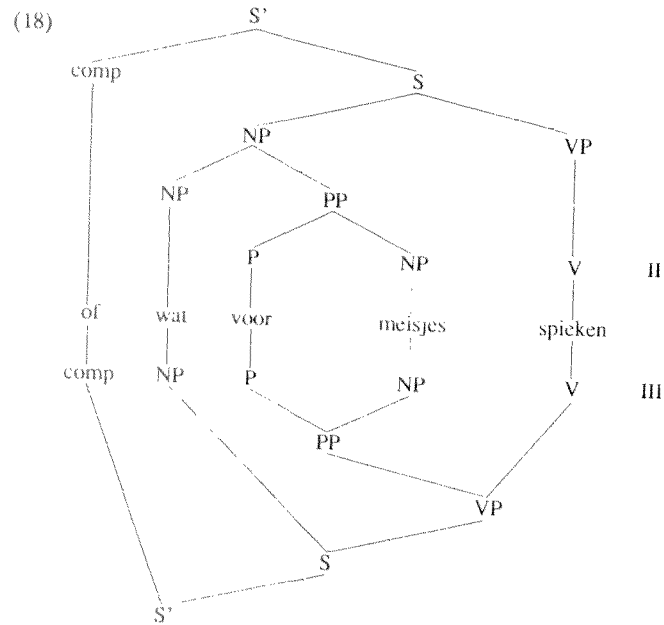 (18)
S'
comp
S
NP
VP
NP
PP
P
NP
V
II
of
wat
voor
meisjes
spieken
comp
NP
P
NP
V
III
PP
VP
S
S'